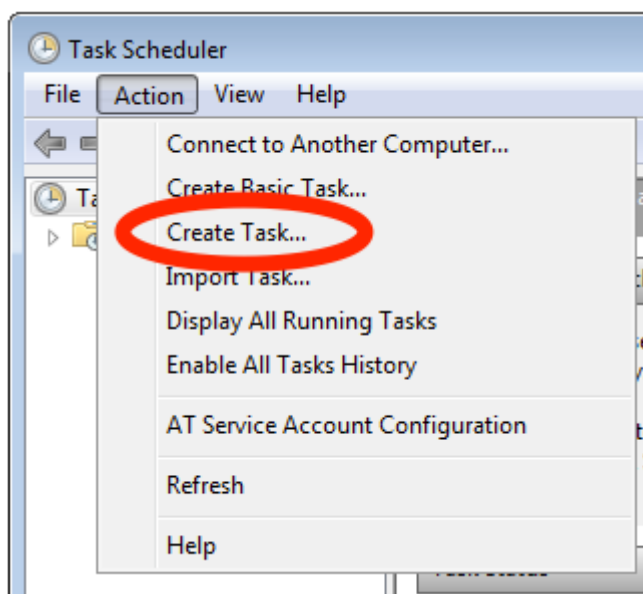 Task Scheduler
File Action View Help
Connect to Another Computer...
Create Basic Task...
Create Task...
Import Task...
Display All Running Tasks
Enable All Tasks History
AT Service Account Configuration
Refresh
Help